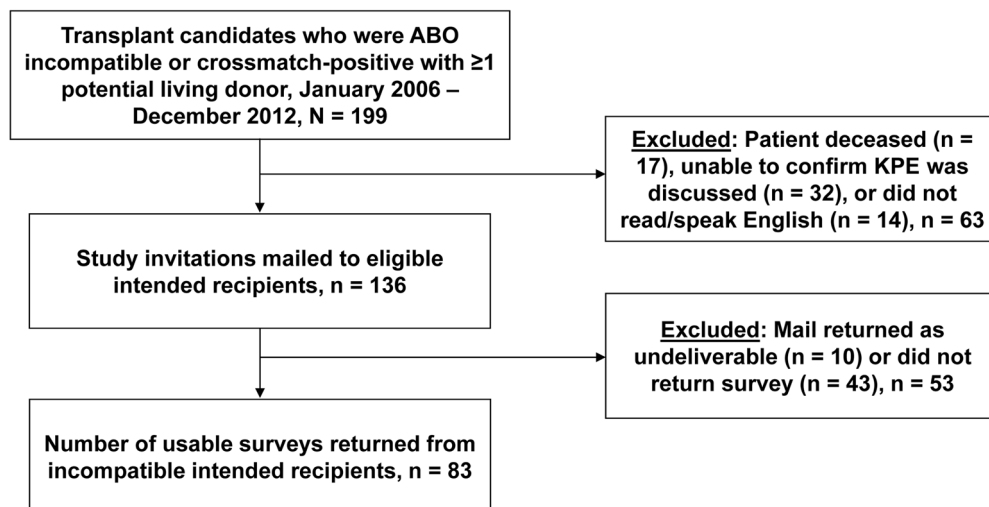 Transplant candidates who were ABO
incompatible or crossmatch-positive with ≥1
potential living donor, January 2006 –
December 2012, N = 199
Excluded: Patient deceased (n =
17), unable to confirm KPE was
discussed (n = 32), or did not
read/speak English (n = 14), n = 63
Study invitations mailed to eligible
intended recipients, n = 136
Excluded: Mail returned as
undeliverable (n = 10) or did not
return survey (n = 43), n = 53
Number of usable surveys returned from
incompatible intended recipients, n = 83